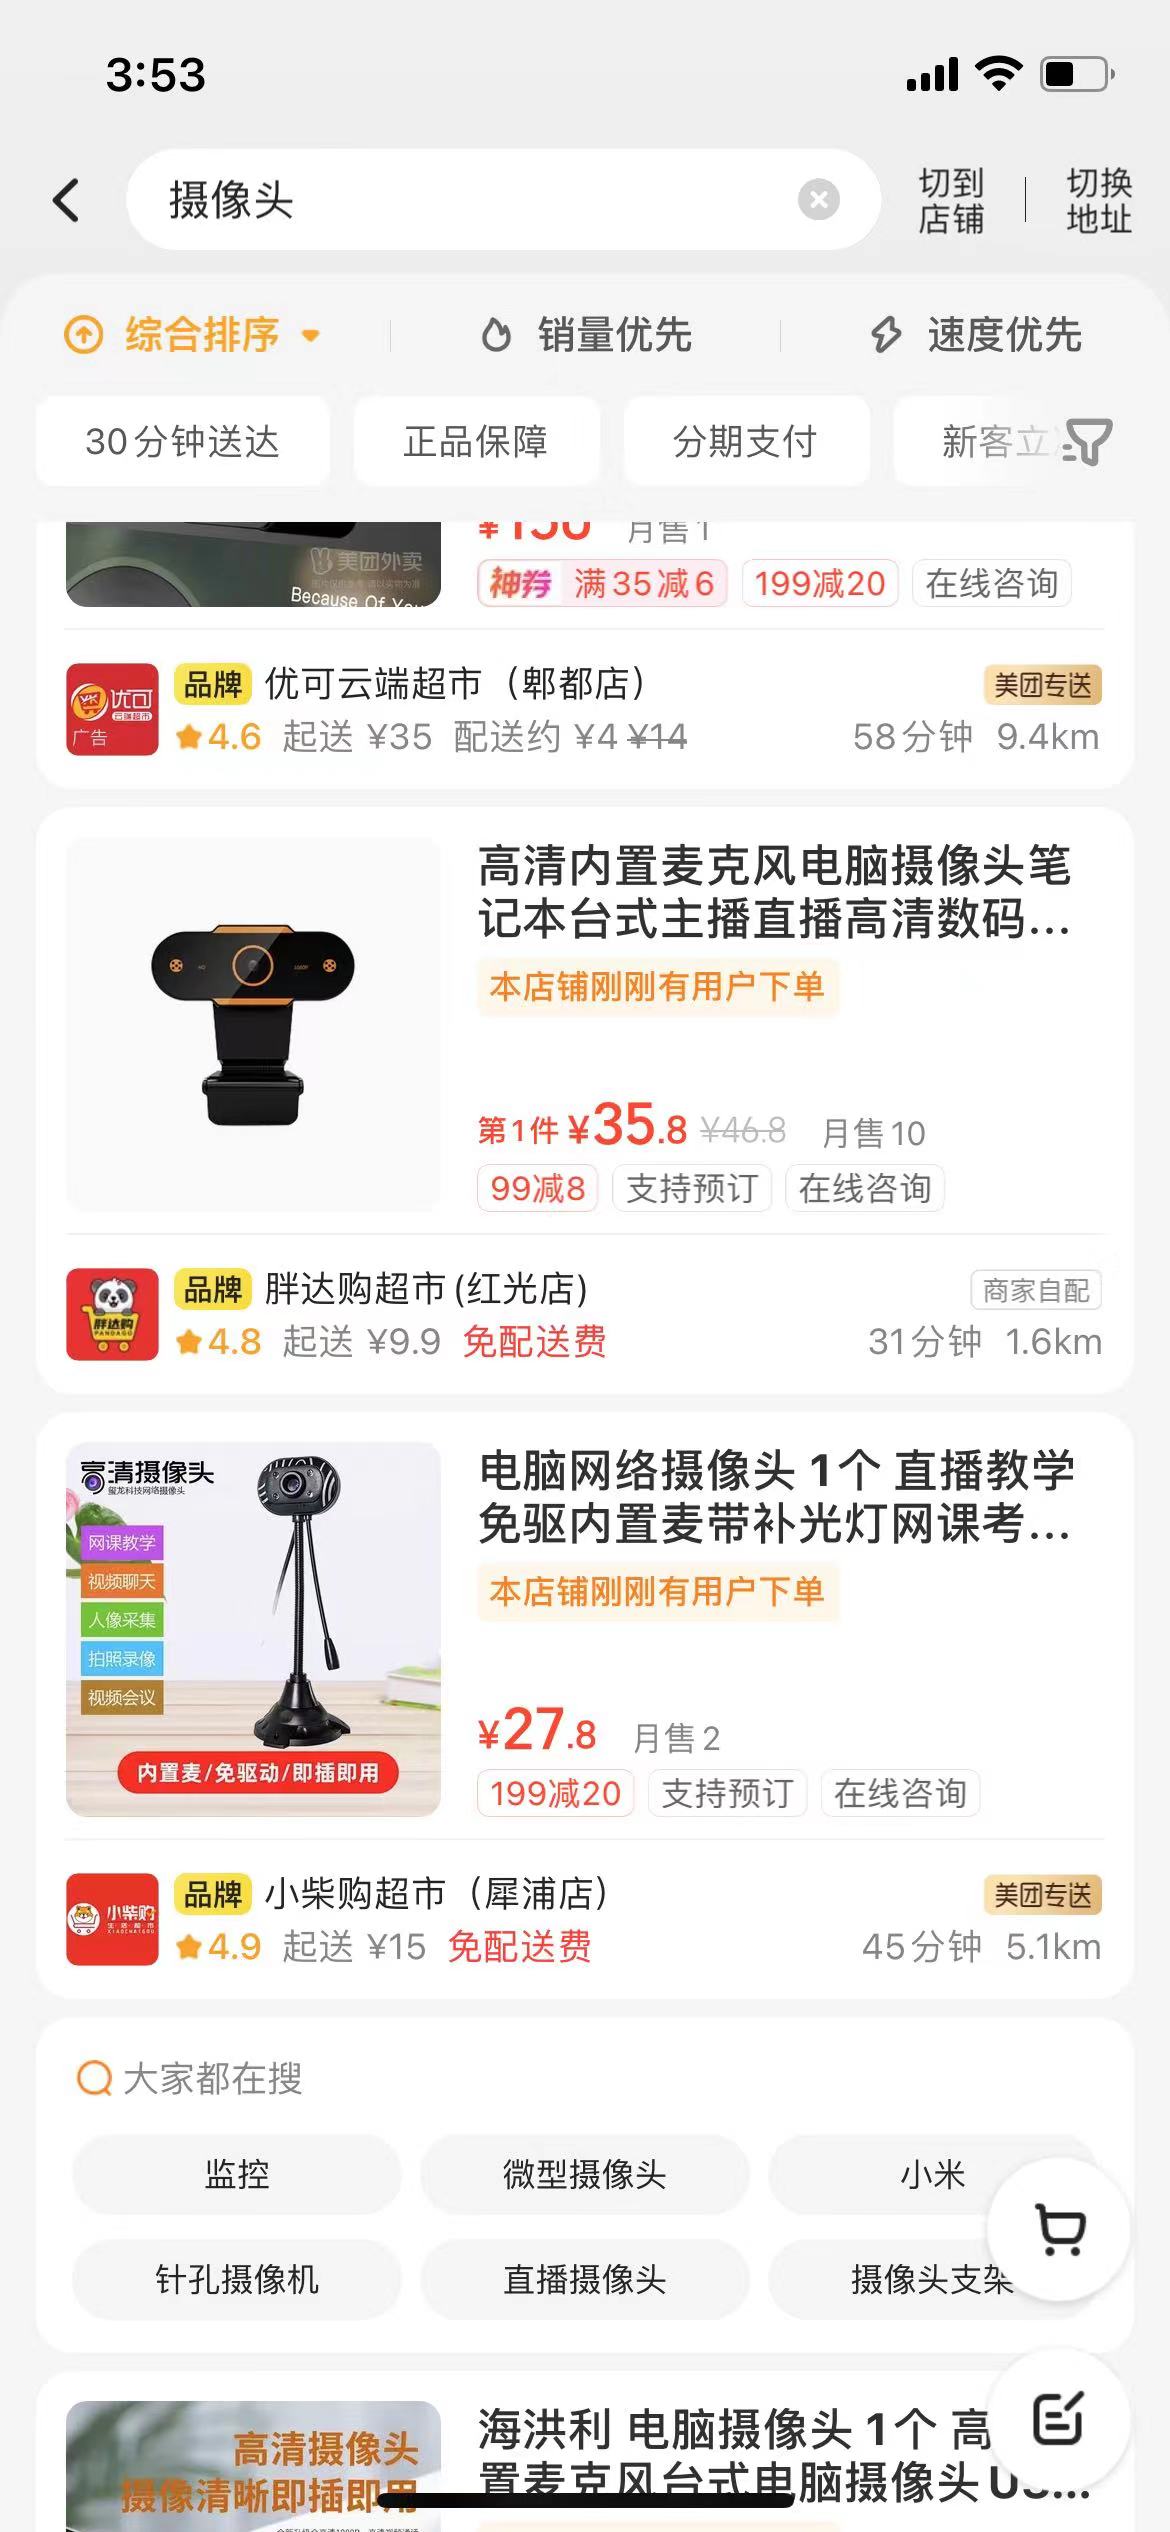 3:53
摄像头
切到
店铺
切换
地址
综合排序
销量优先
速度优先
30分钟送达
正品保障
分期支付
新客立
美团外卖
Because Of You
¥150 月售1
神券 满35减6 199减20 在线咨询
优可
云端超市
广告
品牌 优可云端超市（郫都店） 美团专送
4.6 起送 ¥35 配送约 ¥4 ¥14 58分钟 9.4km
高清内置麦克风电脑摄像头笔
记本台式主播直播高清数码...
本店铺刚刚有用户下单
第1件 ¥35.8 ¥46.8 月售10
99减8 支持预订 在线咨询
胖达购
PANDAGO
品牌 胖达购超市(红光店) 商家自配
4.8 起送 ¥9.9 免配送费 31分钟 1.6km
高清摄像头
玺龙科技网络摄像头
网课教学
视频聊天
人像采集
拍照录像
视频会议
内置麦/免驱动/即插即用
电脑网络摄像头 1个 直播教学
免驱内置麦带补光灯网课考...
本店铺刚刚有用户下单
¥27.8 月售2
199减20 支持预订 在线咨询
小柴购
生活超市
XIAOCHAIGOU
品牌 小柴购超市（犀浦店） 美团专送
4.9 起送 ¥15 免配送费 45分钟 5.1km
大家都在搜
监控 微型摄像头 小米
针孔摄像机 直播摄像头 摄像头支架
高清摄像头
摄像清晰即插即用
海洪利 电脑摄像头 1个 高
置麦克风台式电脑摄像头US...